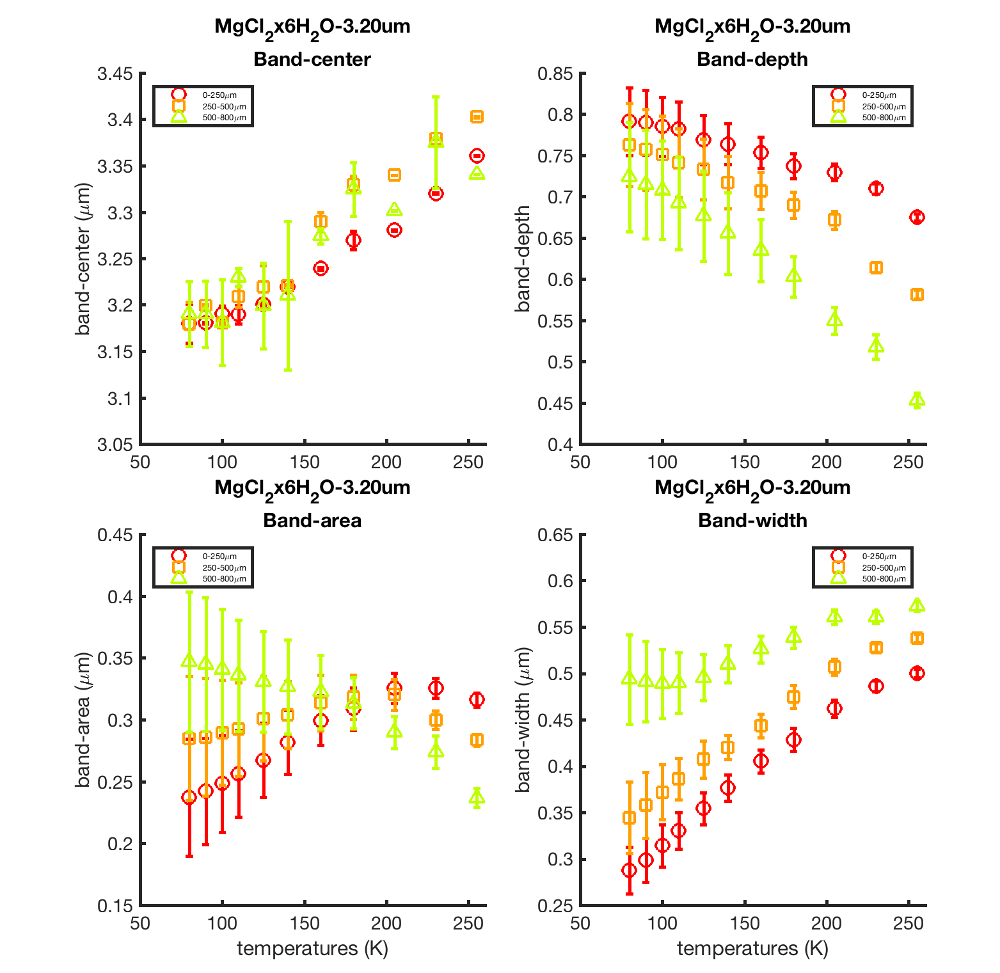 MgCl2x6H2O-3.20um
Band-center
3.45
3.4
3.35
3.3
3.25
3.2
3.15
3.1
3.05
band-center (μm)
50 100 150 200 250
0-250μm
250-500μm
500-800μm
MgCl2x6H2O-3.20um
Band-depth
0.85
0.8
0.75
0.7
0.65
0.6
0.55
0.5
0.45
0.4
band-depth
50 100 150 200 250
0-250μm
250-500μm
500-800μm
MgCl2x6H2O-3.20um
Band-area
0.45
0.4
0.35
0.3
0.25
0.2
0.15
band-area (μm)
50 100 150 200 250
temperatures (K)
0-250μm
250-500μm
500-800μm
MgCl2x6H2O-3.20um
Band-width
0.65
0.6
0.55
0.5
0.45
0.4
0.35
0.3
0.25
band-width (μm)
50 100 150 200 250
temperatures (K)
0-250μm
250-500μm
500-800μm